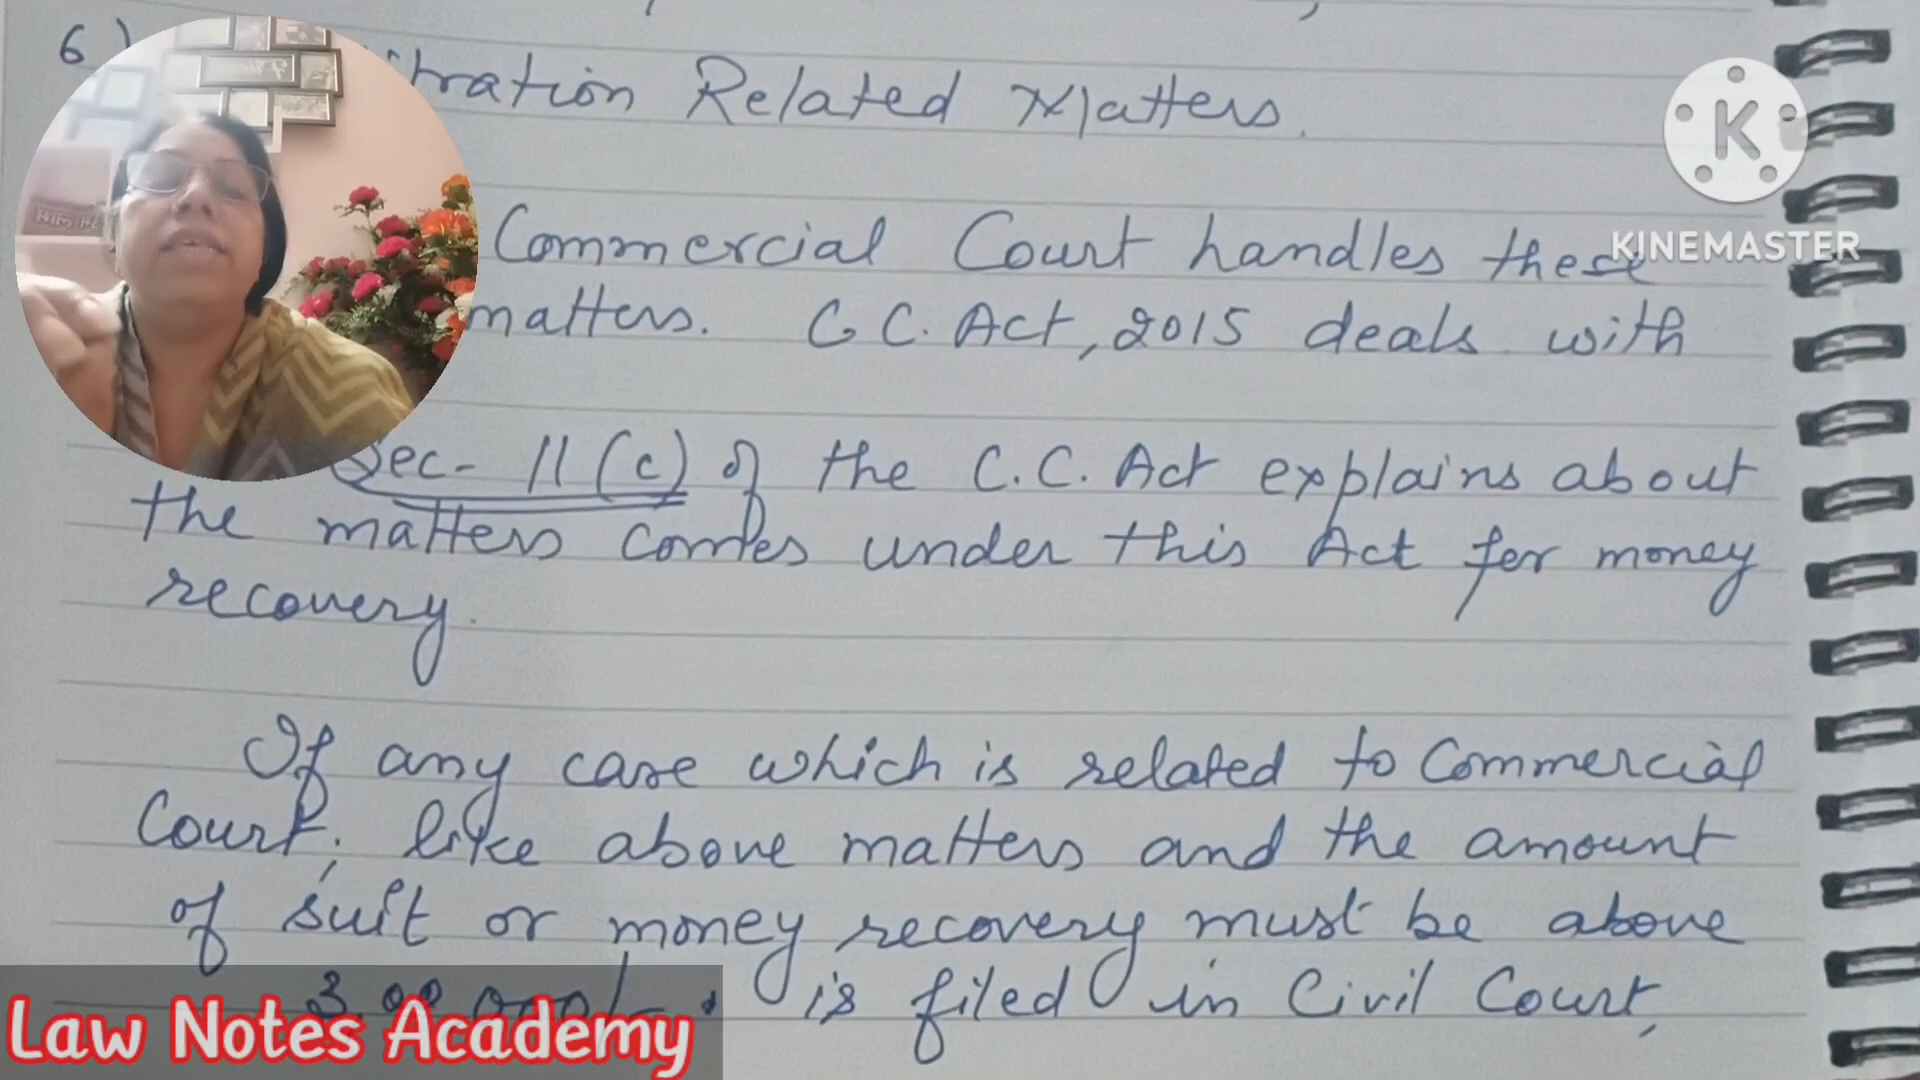 6) tration Related Matters.
KINEMASTER
Commercial Court handles these
matters. C C. Act, 2015 deals with
Sec- 11 (c) of the C.C. Act explains about
the matters comes under this Act for money
recovery.
If any case which is related to Commercial
Court; like above matters and the amount
of suit or money recovery must be above
3,00,000/- is filed in Civil Court,
Law Notes Academy